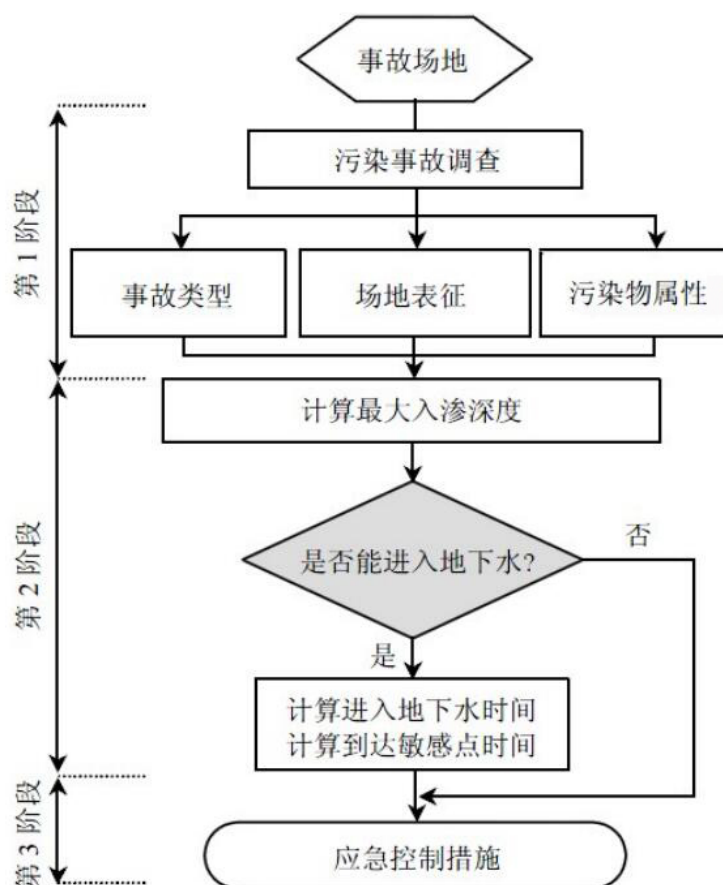 事故场地
第1阶段
污染事故调查
事故类型
场地表征
污染物属性
第2阶段
计算最大入渗深度
是否能进入地下水?
否
是
计算进入地下水时间
计算到达敏感点时间
第3阶段
应急控制措施